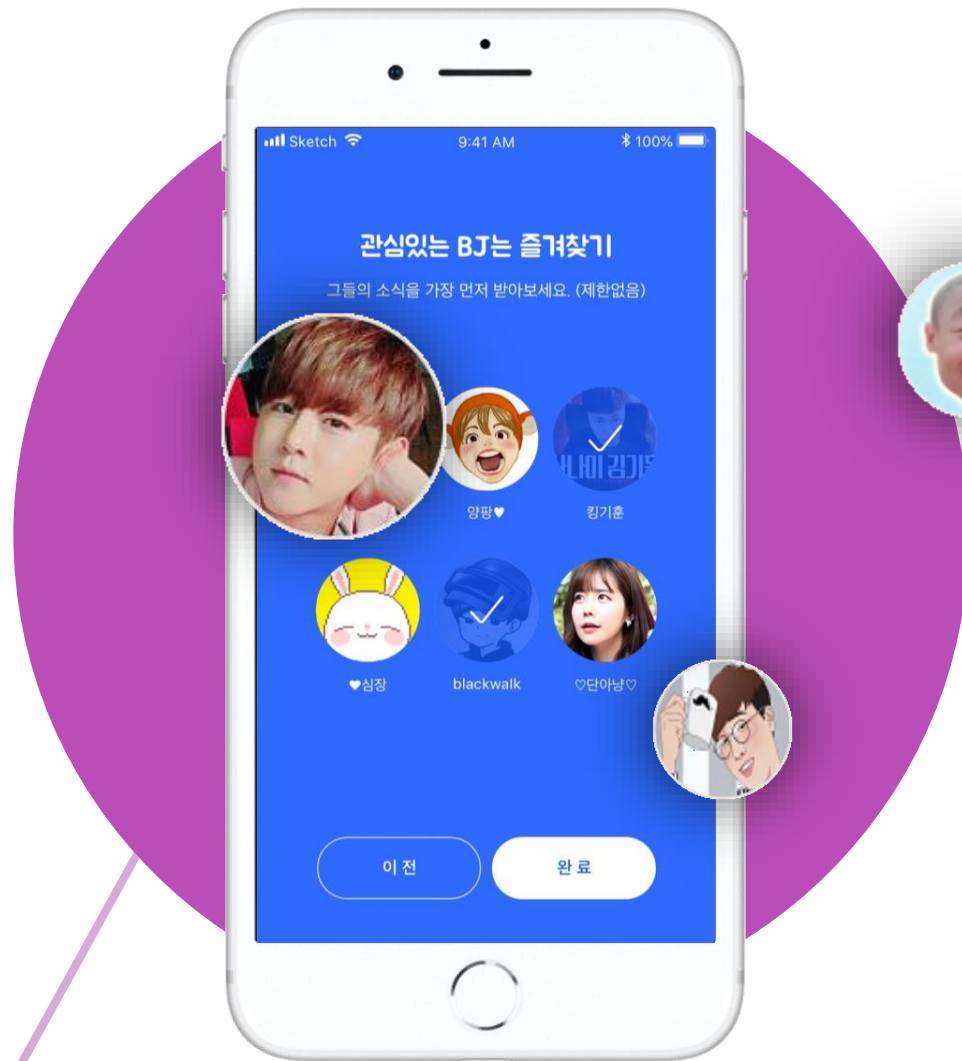 Sketch 9:41 AM 100%
관심있는 BJ는 즐겨찾기
그들의 소식을 가장 먼저 받아보세요. (제한없음)
양팡♥ 킹기훈
♥심장 blackwalk ♡단아냥♡
이 전 완 료